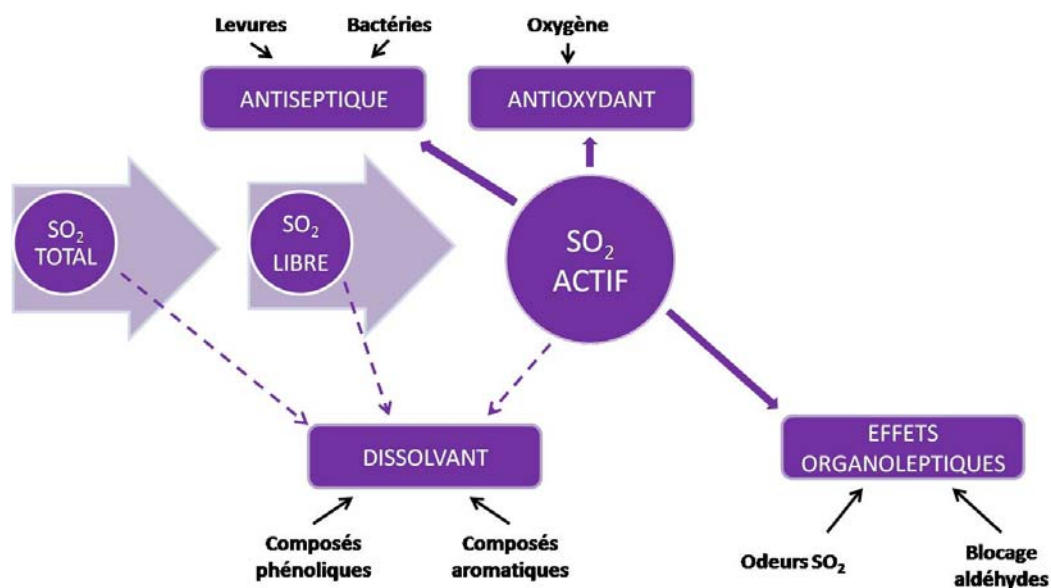 Levures
Bactéries
Oxygène
ANTISEPTIQUE
ANTIOXYDANT
SO₂
TOTAL
SO₂
LIBRE
SO₂
ACTIF
DISSOLVANT
EFFETS
ORGANOLEPTIQUES
Composés
phénoliques
Composés
aromatiques
Odeurs SO₂
Blocage
aldéhydes